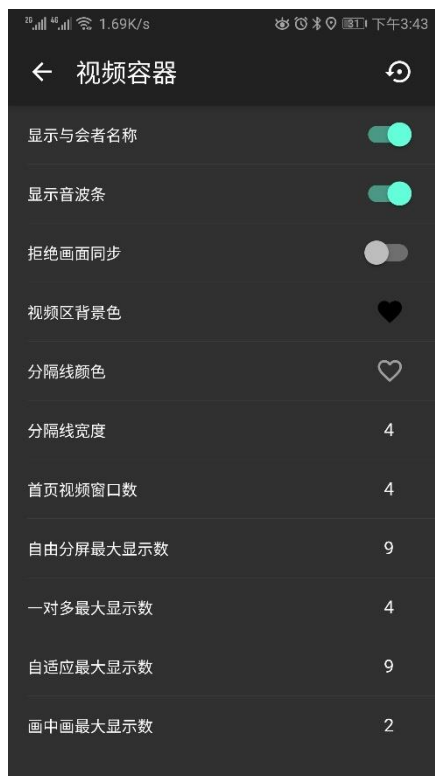 2G 4G 1.69K/s 31 下午3:43
视频容器
显示与会者名称
显示音波条
拒绝画面同步
视频区背景色
分隔线颜色
分隔线宽度 4
首页视频窗口数 4
自由分屏最大显示数 9
一对多最大显示数 4
自适应最大显示数 9
画中画最大显示数 2